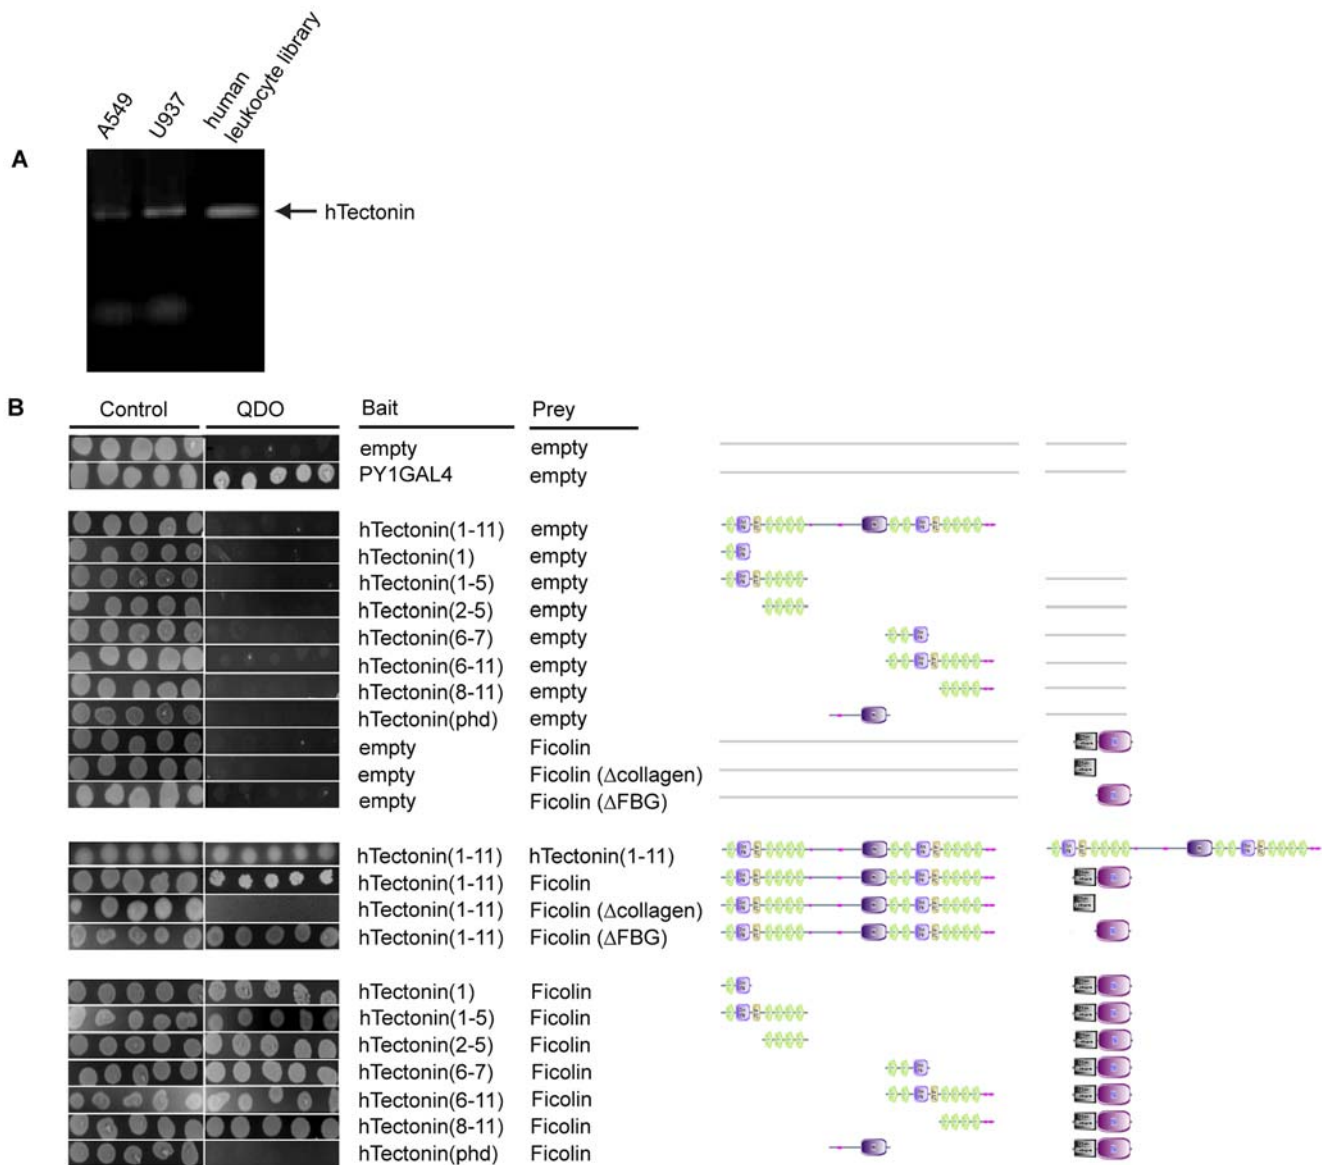 A
A549
U937
human
leukocyte library
hTectonin
B
Control QDO Bait Prey
empty empty
PY1GAL4 empty
hTectonin(1-11) empty
hTectonin(1) empty
hTectonin(1-5) empty
hTectonin(2-5) empty
hTectonin(6-7) empty
hTectonin(6-11) empty
hTectonin(8-11) empty
hTectonin(phd) empty
empty Ficolin
empty Ficolin (Δcollagen)
empty Ficolin (ΔFBG)
hTectonin(1-11) hTectonin(1-11)
hTectonin(1-11) Ficolin
hTectonin(1-11) Ficolin (Δcollagen)
hTectonin(1-11) Ficolin (ΔFBG)
hTectonin(1) Ficolin
hTectonin(1-5) Ficolin
hTectonin(2-5) Ficolin
hTectonin(6-7) Ficolin
hTectonin(6-11) Ficolin
hTectonin(8-11) Ficolin
hTectonin(phd) Ficolin